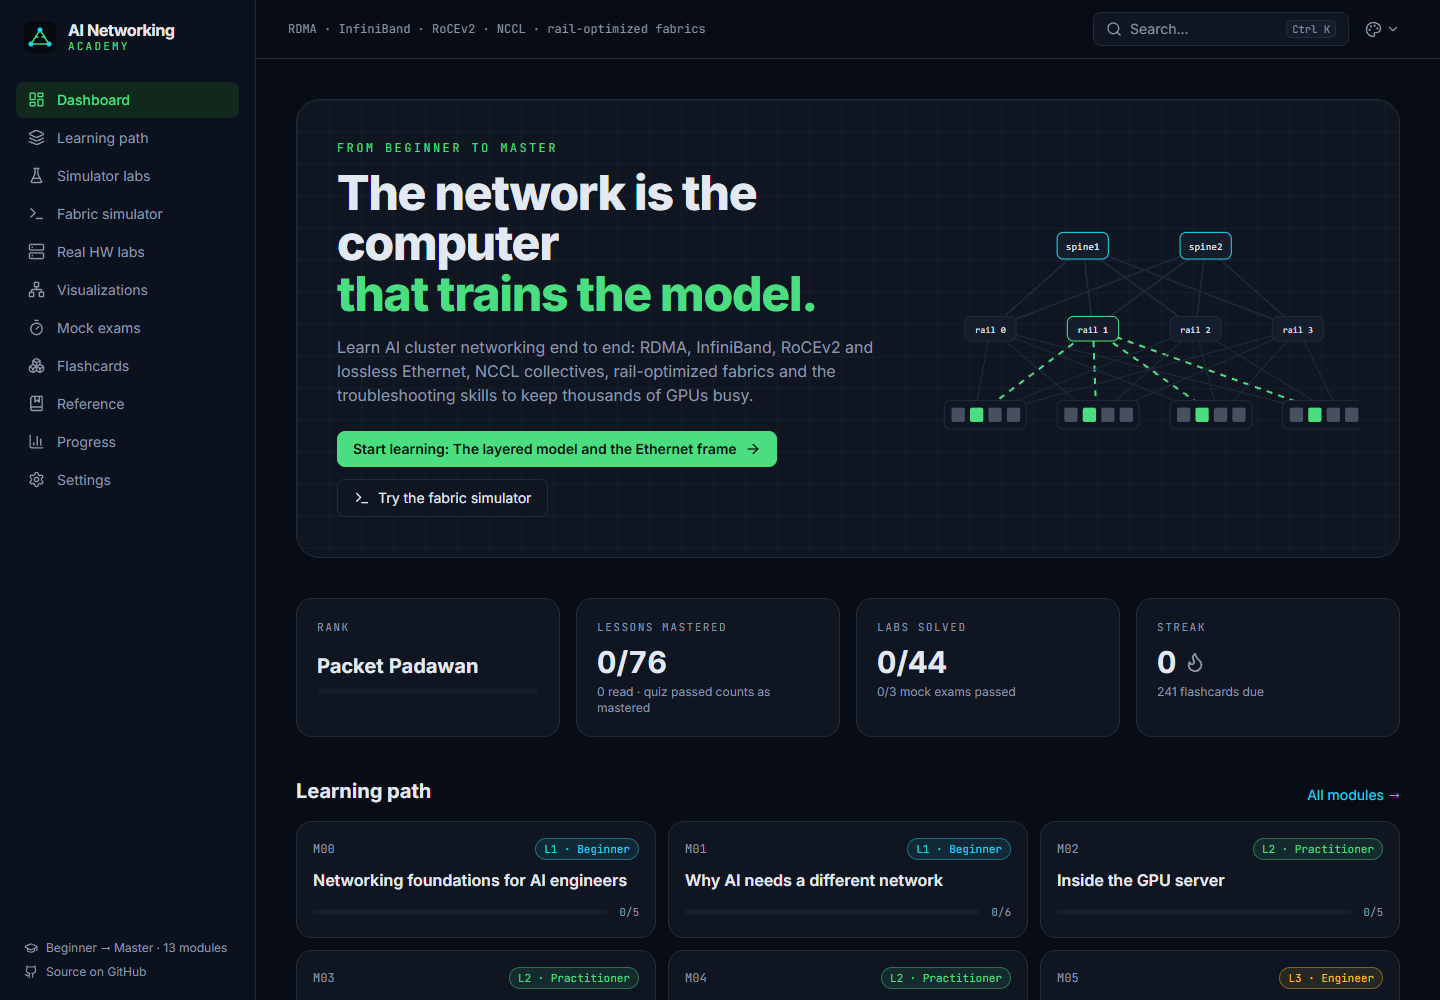 AI Networking
ACADEMY
Dashboard
Learning path
Simulator labs
Fabric simulator
Real HW labs
Visualizations
Mock exams
Flashcards
Reference
Progress
Settings
Beginner → Master · 13 modules
Source on GitHub
RDMA · InfiniBand · RoCEv2 · NCCL · rail-optimized fabrics
Search...
Ctrl K
FROM BEGINNER TO MASTER
The network is the
computer
that trains the model.
Learn AI cluster networking end to end: RDMA, InfiniBand, RoCEv2 and
lossless Ethernet, NCCL collectives, rail-optimized fabrics and the
troubleshooting skills to keep thousands of GPUs busy.
Start learning: The layered model and the Ethernet frame →
Try the fabric simulator
spine1
spine2
rail 0
rail 1
rail 2
rail 3
RANK
Packet Padawan
LESSONS MASTERED
0/76
0 read · quiz passed counts as
mastered
LABS SOLVED
0/44
0/3 mock exams passed
STREAK
0
241 flashcards due
Learning path
All modules →
M00
L1 · Beginner
Networking foundations for AI engineers
0/5
M01
L1 · Beginner
Why AI needs a different network
0/6
M02
L2 · Practitioner
Inside the GPU server
0/5
M03
L2 · Practitioner
M04
L2 · Practitioner
M05
L3 · Engineer